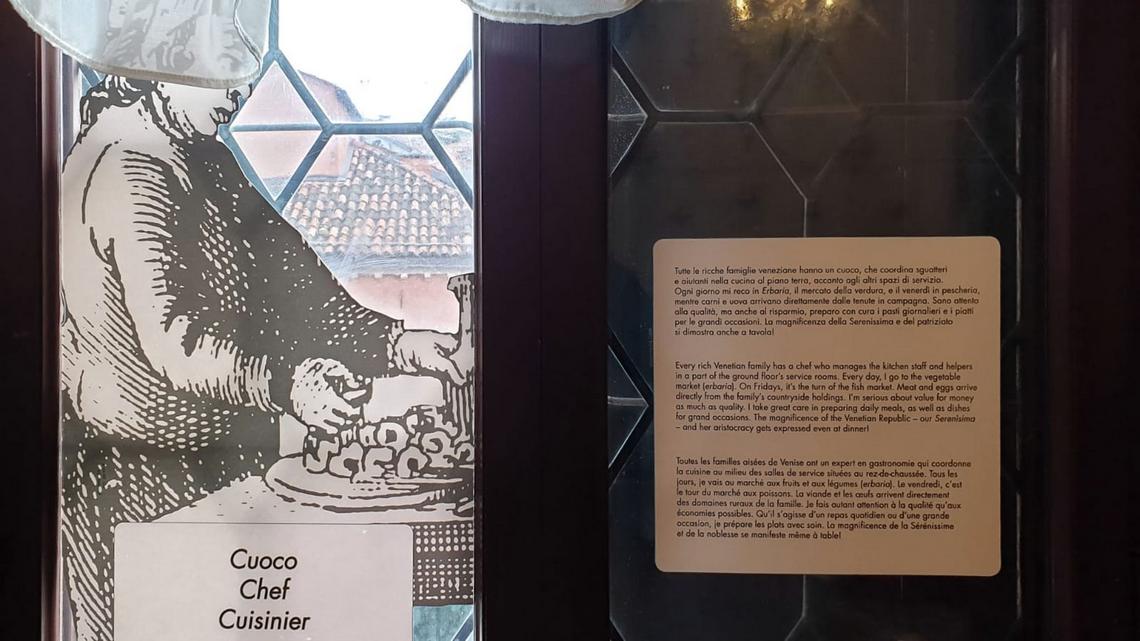 Cuoco
Chef
Cuisinier
Tutte le ricche famiglie veneziane hanno un cuoco, che coordina sguatteri
e aiutanti nella cucina al piano terra, accanto agli altri spazi di servizio.
Ogni giorno mi reco in Erbaria, il mercato della verdura, e il venerdì in pescheria,
mentre carni e uova arrivano direttamente dalle tenute in campagna. Sono attento
alla qualità, ma anche al risparmio, preparo con cura i pasti giornalieri e i piatti
per le grandi occasioni. La magnificenza della Serenissima e del patriziato
si dimostra anche a tavola!
Every rich Venetian family has a chef who manages the kitchen staff and helpers
in a part of the ground floor's service rooms. Every day, I go to the vegetable
market (erbaria). On Fridays, it's the turn of the fish market. Meat and eggs arrive
directly from the family's countryside holdings. I'm serious about value for money
as much as quality. I take great care in preparing daily meals, as well as dishes
for grand occasions. The magnificence of the Venetian Republic – our Serenisima
– and her aristocracy gets expressed even at dinner!
Toutes les familles aisées de Venise ont un expert en gastronomie qui coordonne
la cuisine au milieu des salles de service situées au rez-de-chaussée. Tous les
jours, je vais au marché aux fruits et aux légumes (erbaria). Le vendredi, c'est
le tour du marché aux poissons. La viande et les œufs arrivent directement
des domaines ruraux de la famille. Je fais autant attention à la qualité qu'aux
économies possibles. Qu'il s'agisse d'un repas quotidien ou d'une grande
occasion, je prépare les plats avec soin. La magnificence de la Sérénissime
et de la noblesse se manifeste même à table!